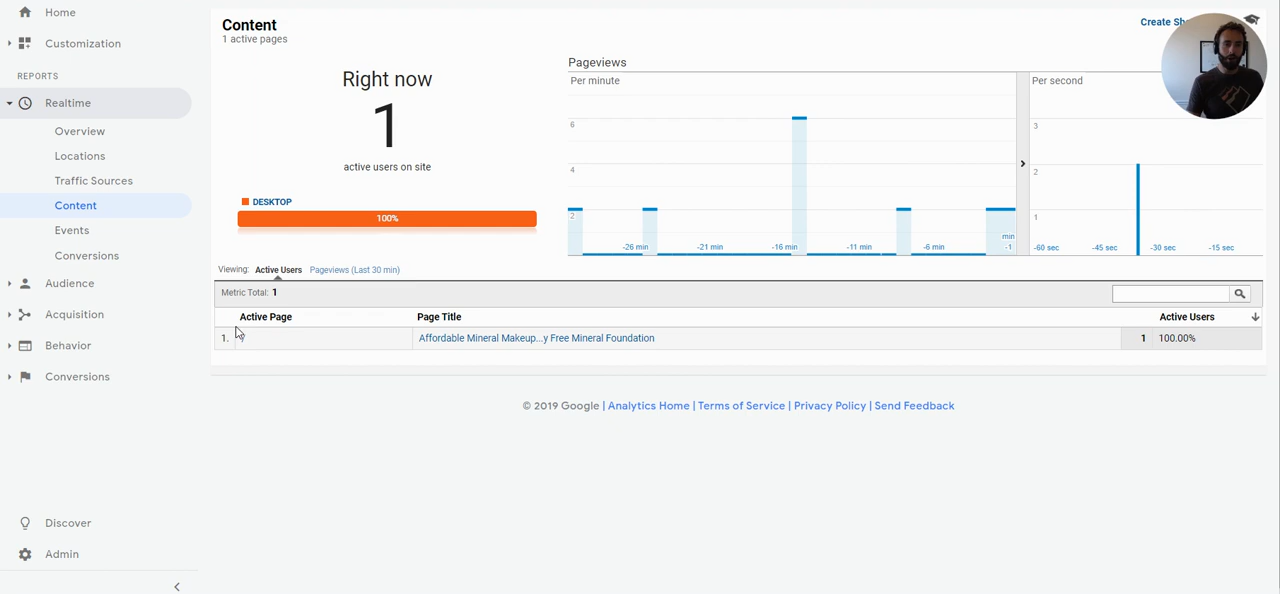 Home
Customization
REPORTS
Realtime
Overview
Locations
Traffic Sources
Content
Events
Conversions
Audience
Acquisition
Behavior
Conversions
Discover
Admin
Content
1 active pages
Create Sh
Right now
1
active users on site
DESKTOP
100%
Pageviews
Per minute
6
4
2
-26 min
-21 min
-16 min
-11 min
-6 min
min
-1
Per second
3
2
1
-60 sec
-45 sec
-30 sec
-15 sec
Viewing: Active Users Pageviews (Last 30 min)
Metric Total: 1
Active Page Page Title Active Users
1. Affordable Mineral Makeup...y Free Mineral Foundation 1 100.00%
© 2019 Google | Analytics Home | Terms of Service | Privacy Policy | Send Feedback